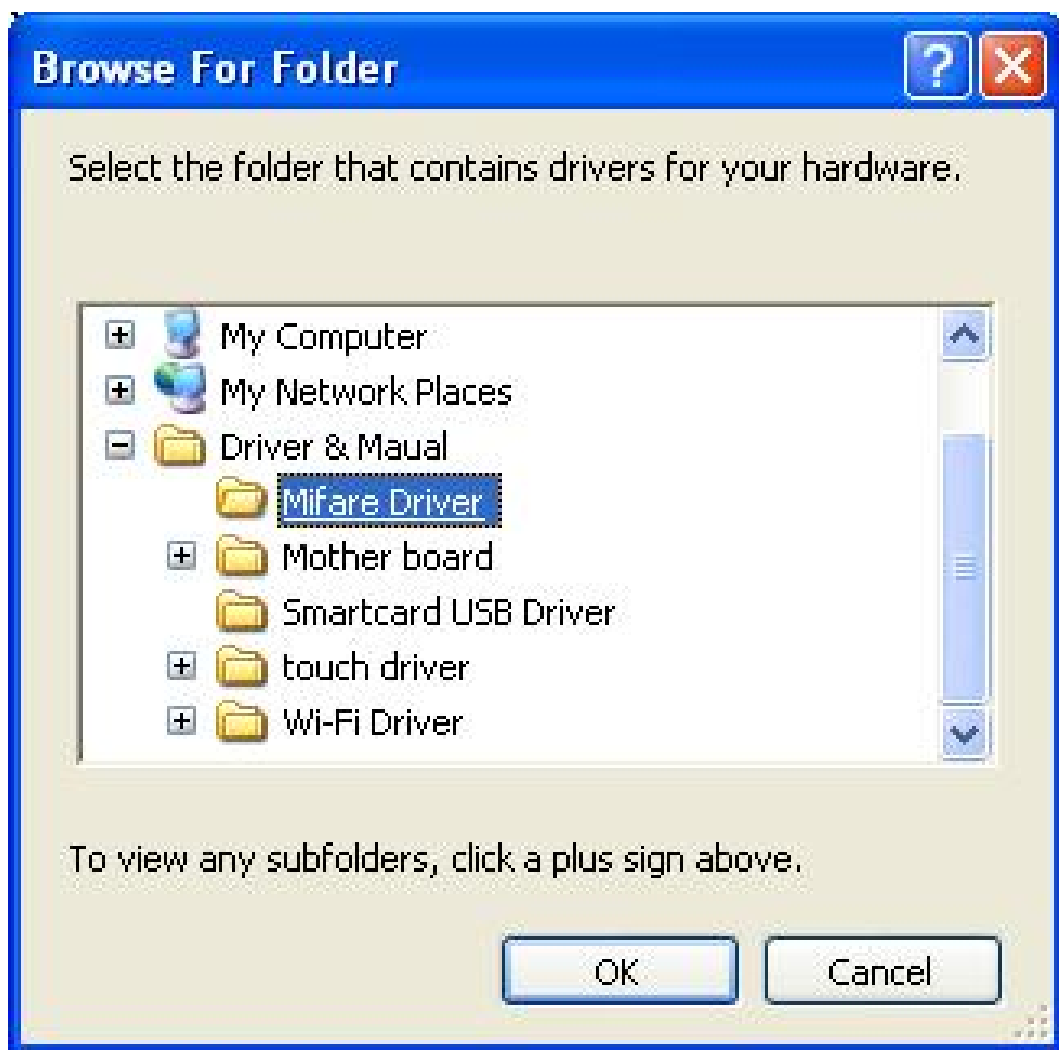 Browse For Folder
Select the folder that contains drivers for your hardware.
My Computer
My Network Places
Driver & Maual
Mifare Driver
Mother board
Smartcard USB Driver
touch driver
Wi-Fi Driver
To view any subfolders, click a plus sign above.
OK Cancel